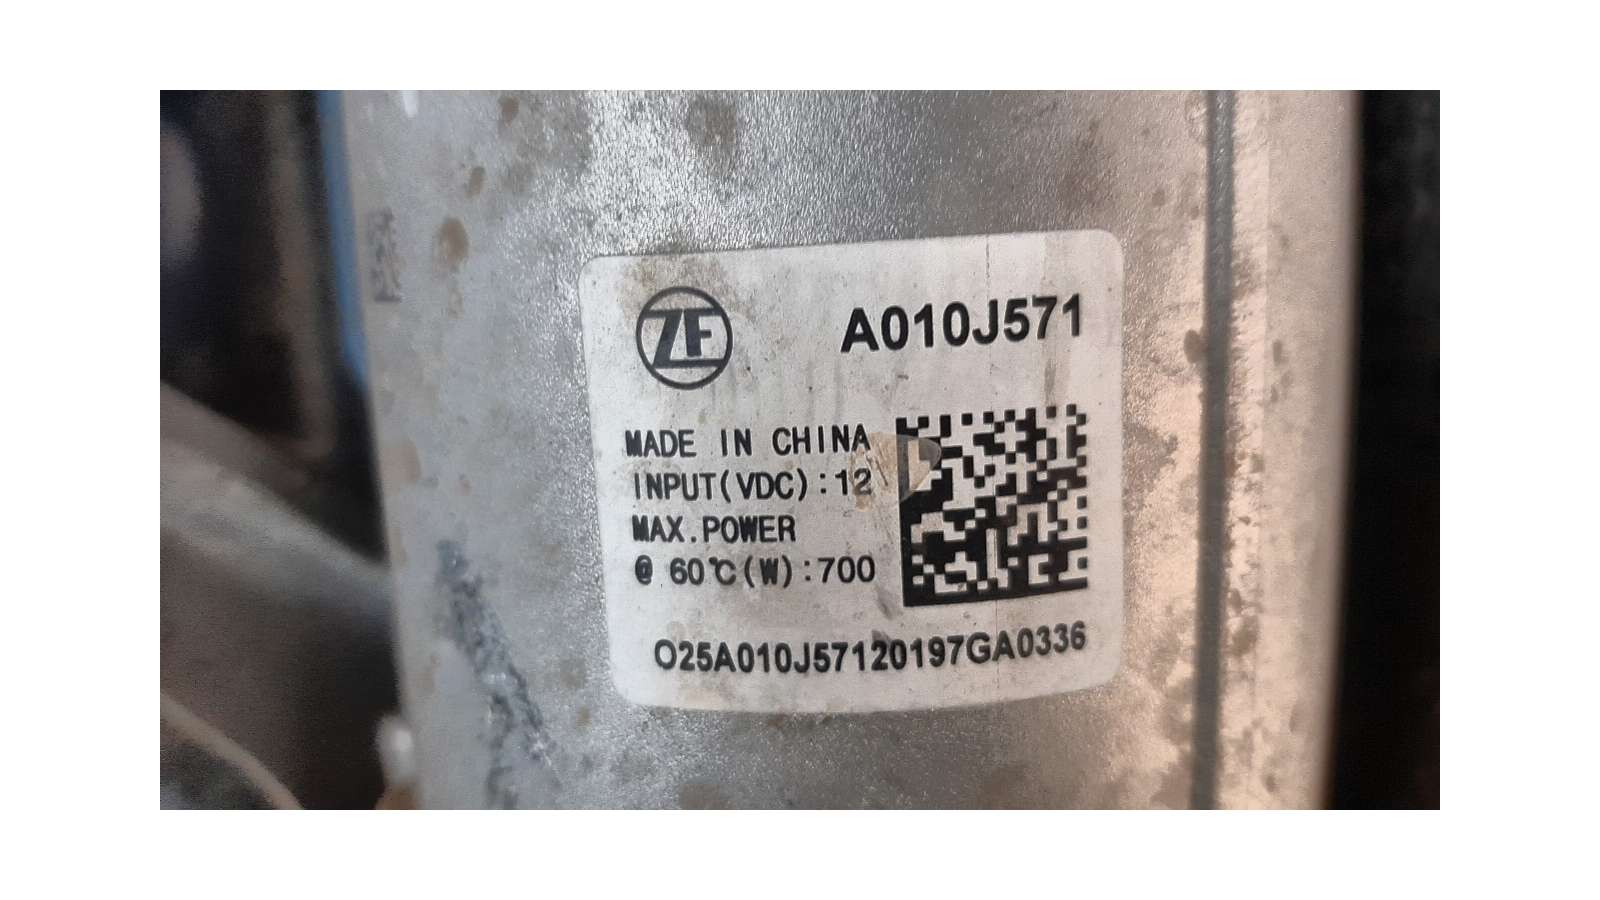 ZF
A010J571
MADE IN CHINA
INPUT(VDC):12
MAX.POWER
@ 60℃(W):700
O25A010J57120197GA0336